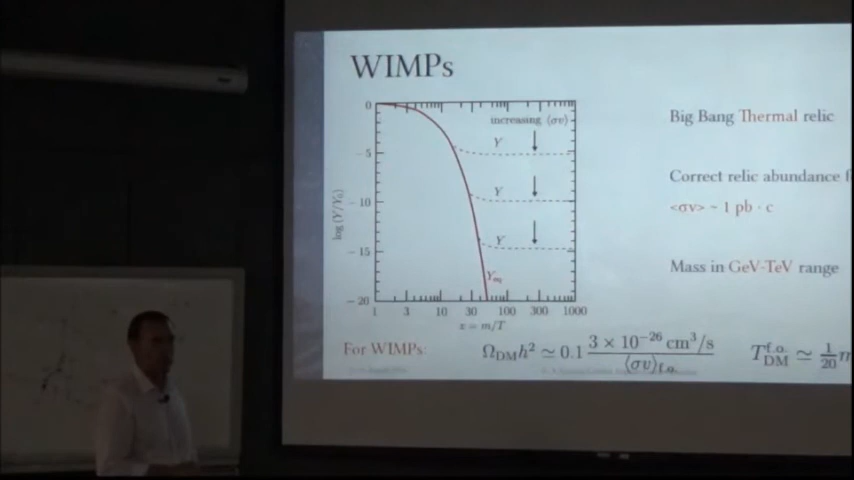 WIMPs
0
-5
-10
-15
-20
log (Y/Y₀)
increasing ⟨σv⟩
Y
Y
Y
Y_eq
1 3 10 30 100 300 1000
x = m/T
Big Bang Thermal relic
Correct relic abundance
<σv> ~ 1 pb · c
Mass in GeV-TeV range
For WIMPs:
Ω_DM h² ≃ 0.1 3 × 10⁻²⁶ cm³/s / ⟨σv⟩_f.o.
T_DM^f.o. ≃ 1/20 m